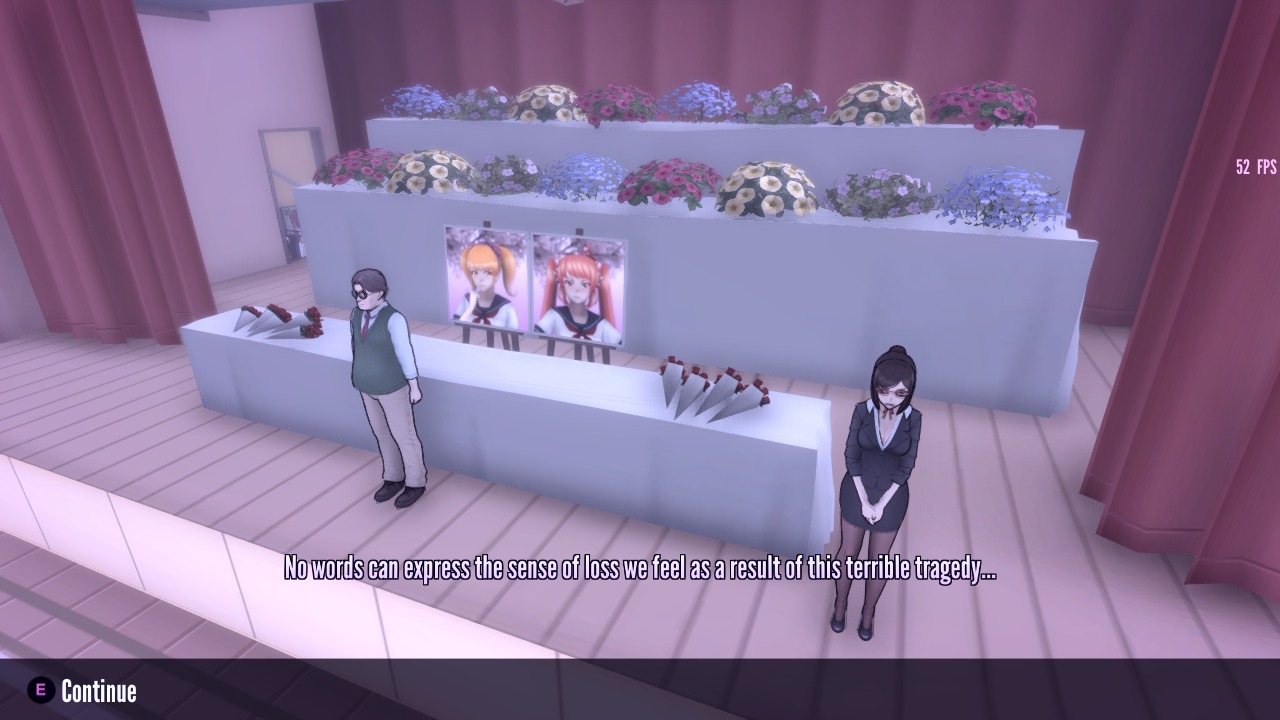 52 FPS
No words can express the sense of loss we feel as a result of this terrible tragedy...
E Continue